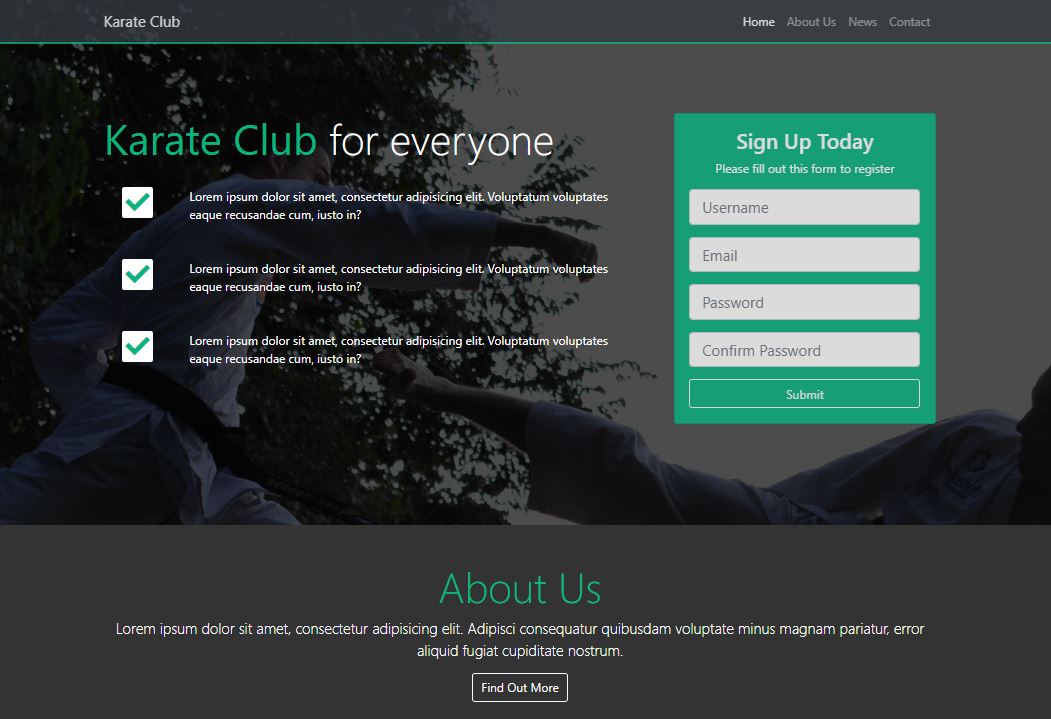 Karate Club
Home About Us News Contact
Karate Club for everyone
Lorem ipsum dolor sit amet, consectetur adipisicing elit. Voluptatum voluptates
eaque recusandae cum, iusto in?
Lorem ipsum dolor sit amet, consectetur adipisicing elit. Voluptatum voluptates
eaque recusandae cum, iusto in?
Lorem ipsum dolor sit amet, consectetur adipisicing elit. Voluptatum voluptates
eaque recusandae cum, iusto in?
Sign Up Today
Please fill out this form to register
Username
Email
Password
Confirm Password
Submit
About Us
Lorem ipsum dolor sit amet, consectetur adipisicing elit. Adipisci consequatur quibusdam voluptate minus magnam pariatur, error
aliquid fugiat cupiditate nostrum.
Find Out More